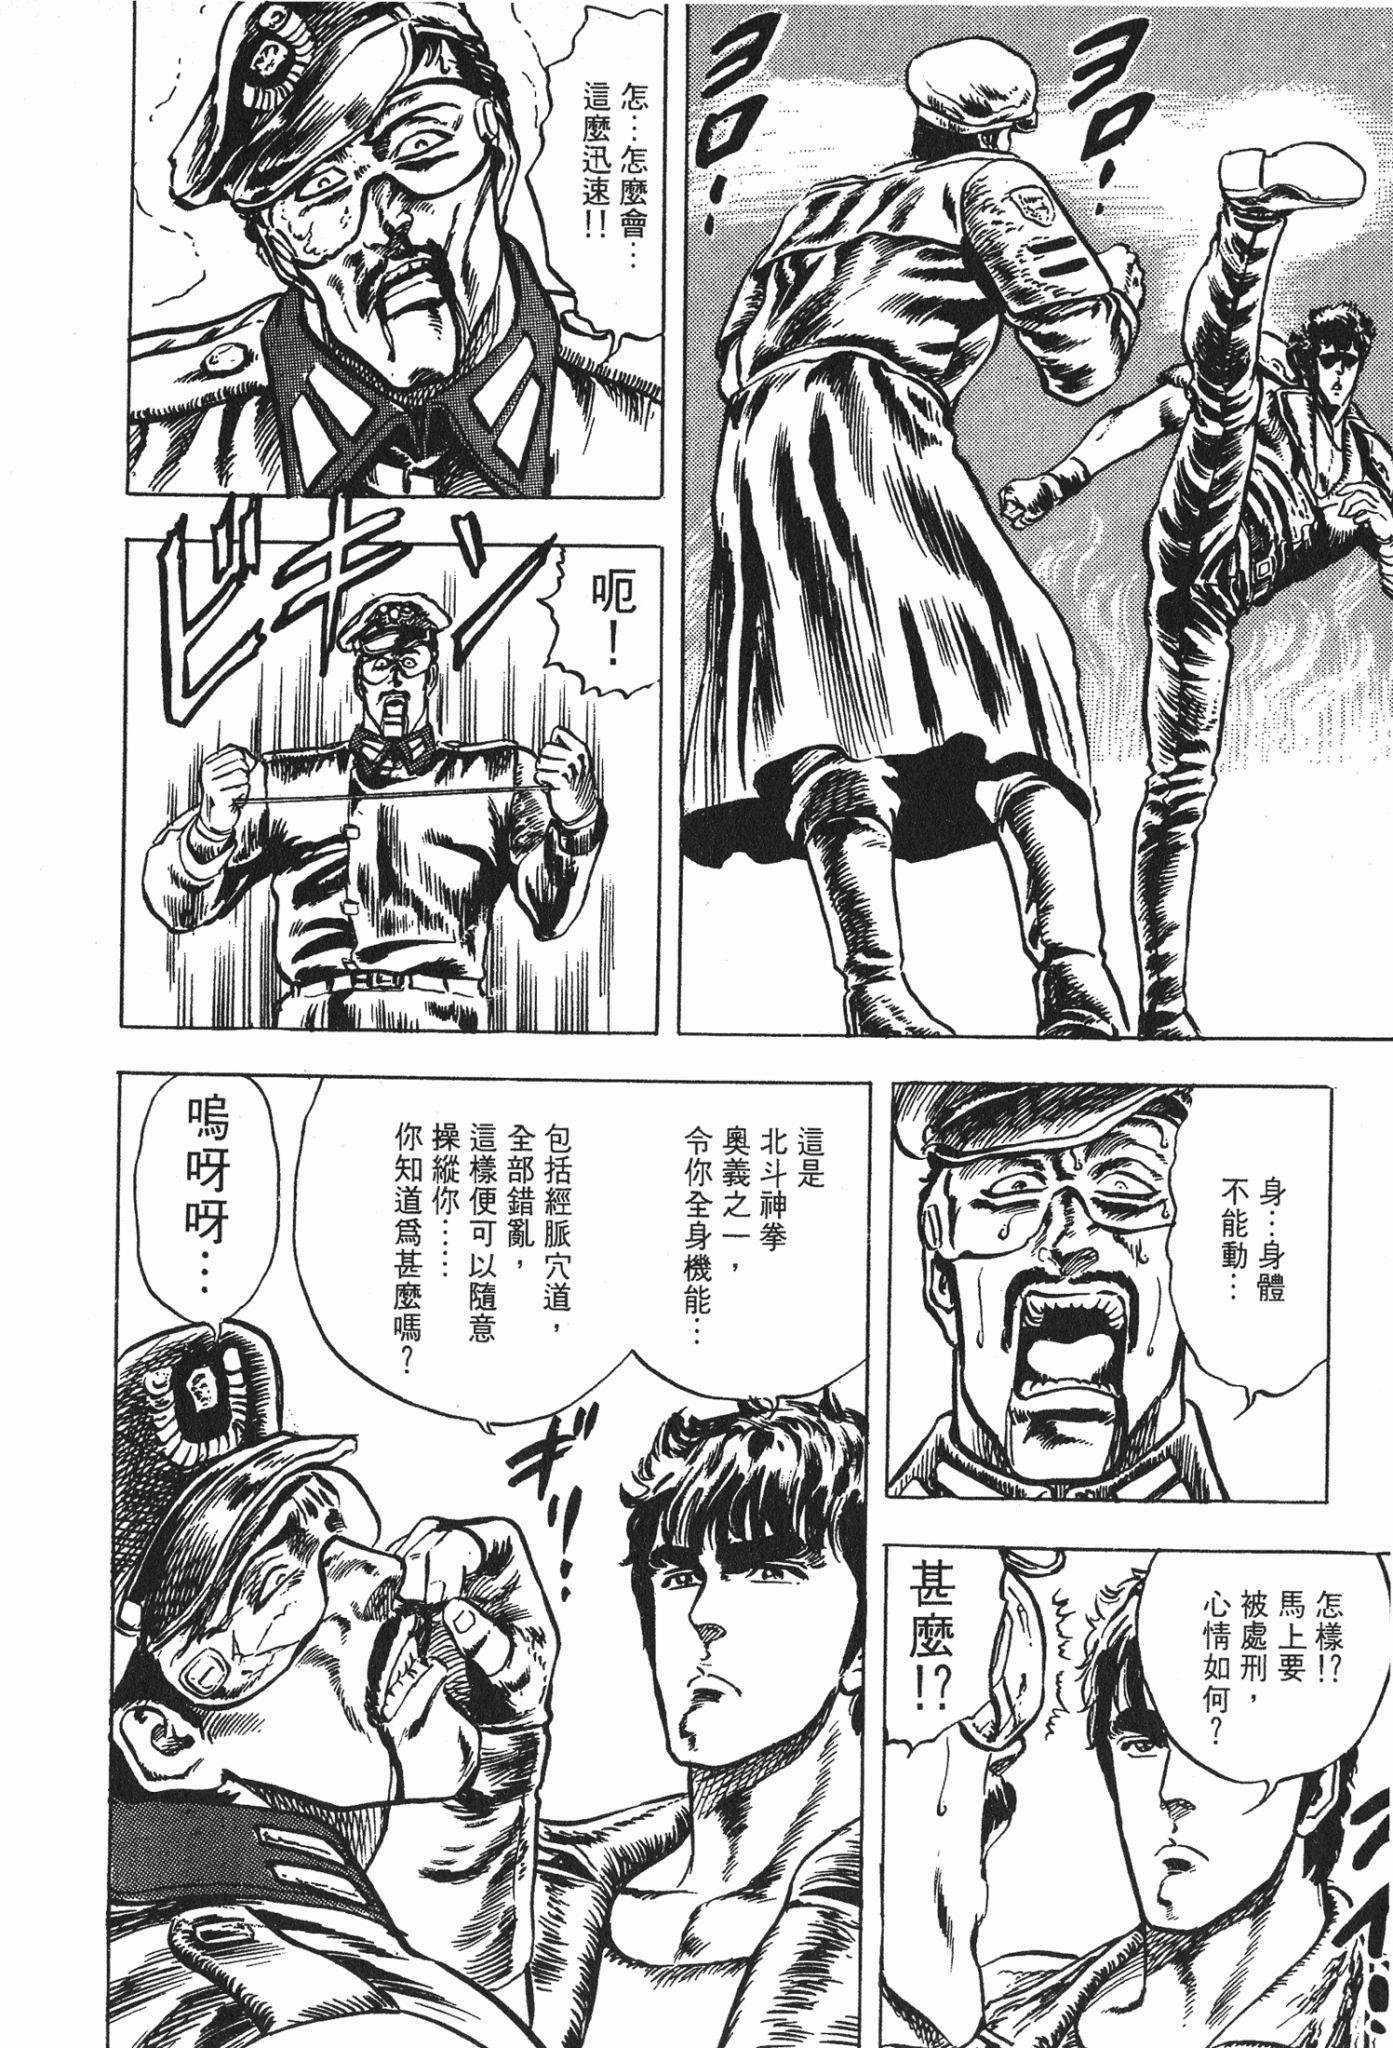 ヨロ・
ヨロ・
怎…怎麼會…
這麼迅速!!
呃！
ビキン
身…身體
不能動…
怎樣!?
馬上要
被處刑，
心情如何？
甚麼!?
這是
北斗神拳
奧義之一，
令你全身機能…
包括經脈穴道，
全部錯亂，
這樣便可以隨意
操縱你……
你知道爲甚麼嗎？
ギ！
嗚呀呀…